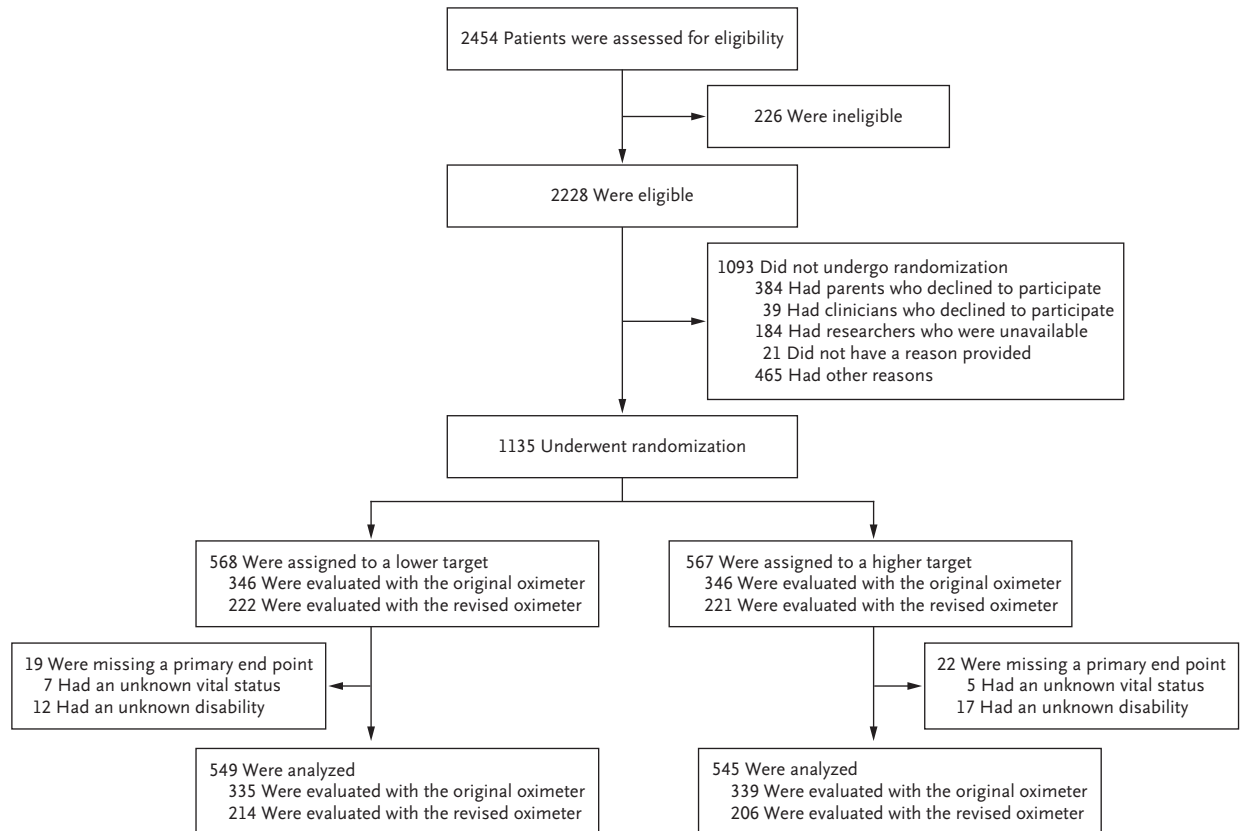 2454 Patients were assessed for eligibility
226 Were ineligible
2228 Were eligible
1093 Did not undergo randomization
384 Had parents who declined to participate
39 Had clinicians who declined to participate
184 Had researchers who were unavailable
21 Did not have a reason provided
465 Had other reasons
1135 Underwent randomization
568 Were assigned to a lower target
346 Were evaluated with the original oximeter
222 Were evaluated with the revised oximeter
567 Were assigned to a higher target
346 Were evaluated with the original oximeter
221 Were evaluated with the revised oximeter
19 Were missing a primary end point
7 Had an unknown vital status
12 Had an unknown disability
22 Were missing a primary end point
5 Had an unknown vital status
17 Had an unknown disability
549 Were analyzed
335 Were evaluated with the original oximeter
214 Were evaluated with the revised oximeter
545 Were analyzed
339 Were evaluated with the original oximeter
206 Were evaluated with the revised oximeter